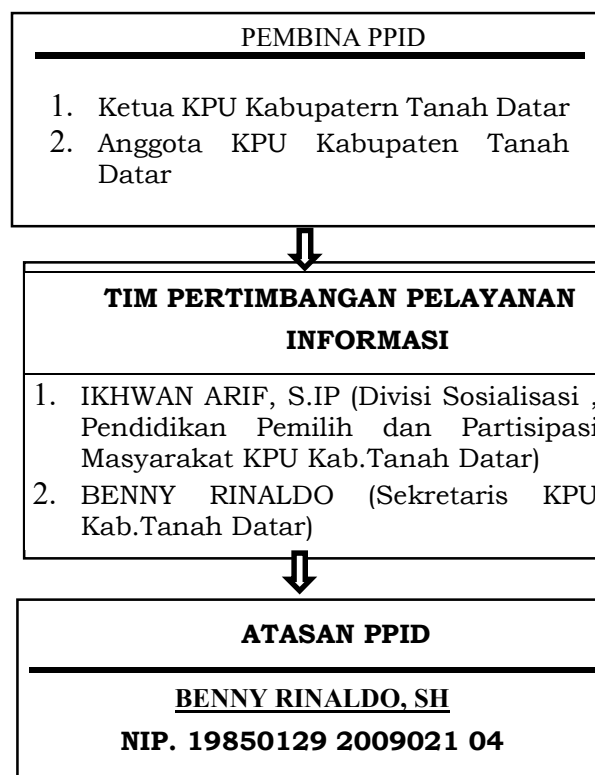 PEMBINA PPID
1. Ketua KPU Kabupatern Tanah Datar
2. Anggota KPU Kabupaten Tanah
Datar
TIM PERTIMBANGAN PELAYANAN
INFORMASI
1. IKHWAN ARIF, S.IP (Divisi Sosialisasi ,
Pendidikan Pemilih dan Partisipasi
Masyarakat KPU Kab.Tanah Datar)
2. BENNY RINALDO (Sekretaris KPU
Kab.Tanah Datar)
ATASAN PPID
BENNY RINALDO, SH
NIP. 19850129 2009021 04